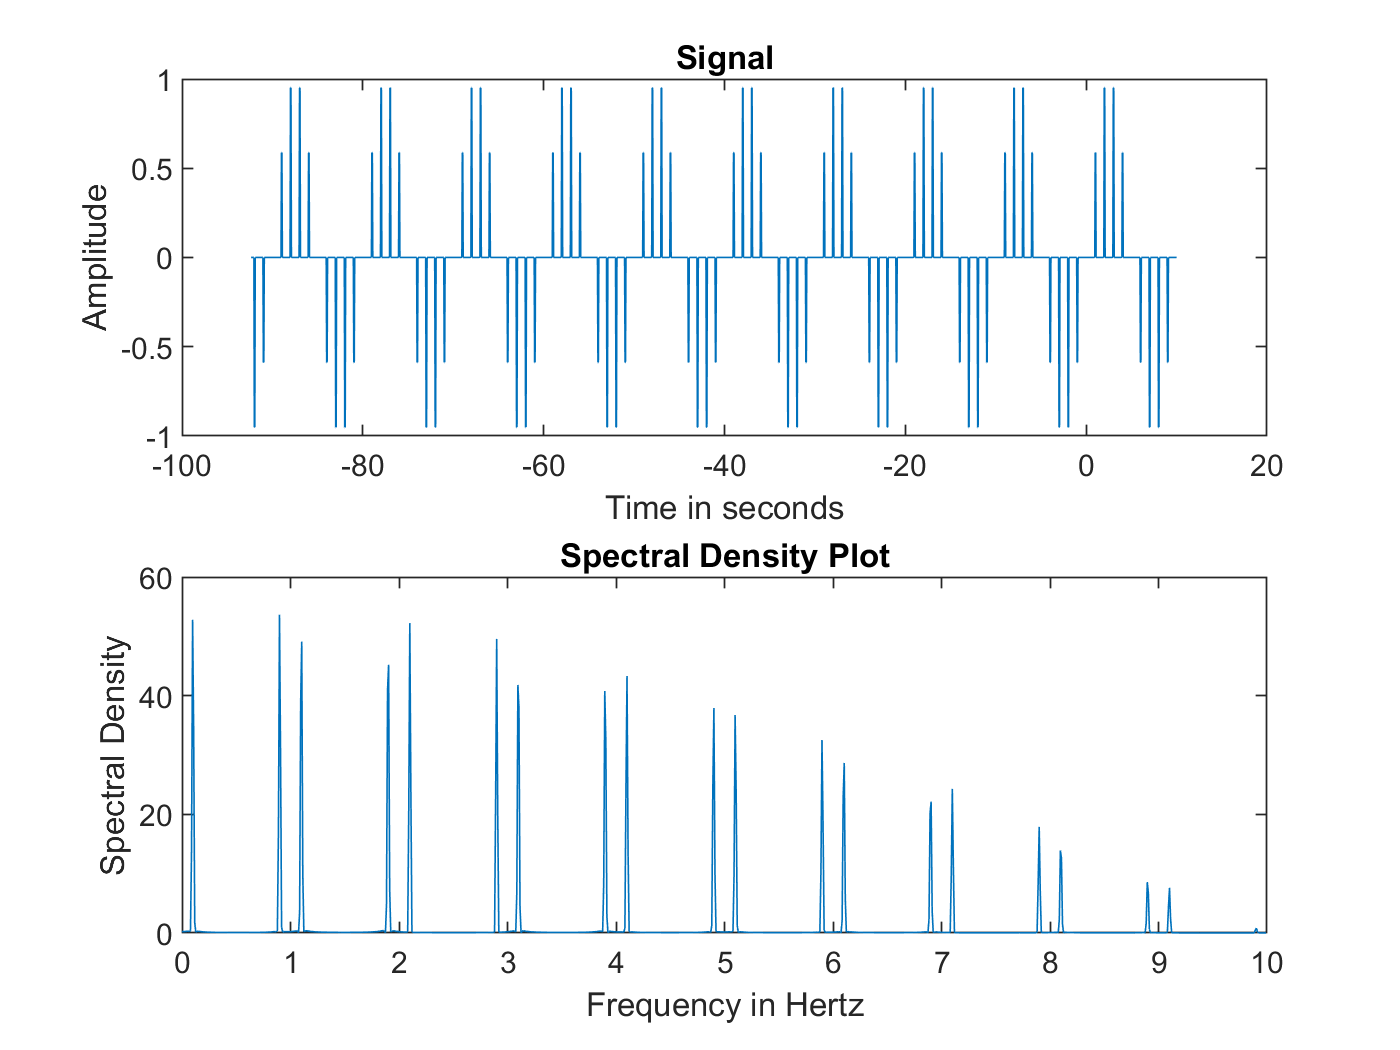 Signal
1
0.5
0
-0.5
-1
Amplitude
-100 -80 -60 -40 -20 0 20
Time in seconds
Spectral Density Plot
60
40
20
0
Spectral Density
0 1 2 3 4 5 6 7 8 9 10
Frequency in Hertz